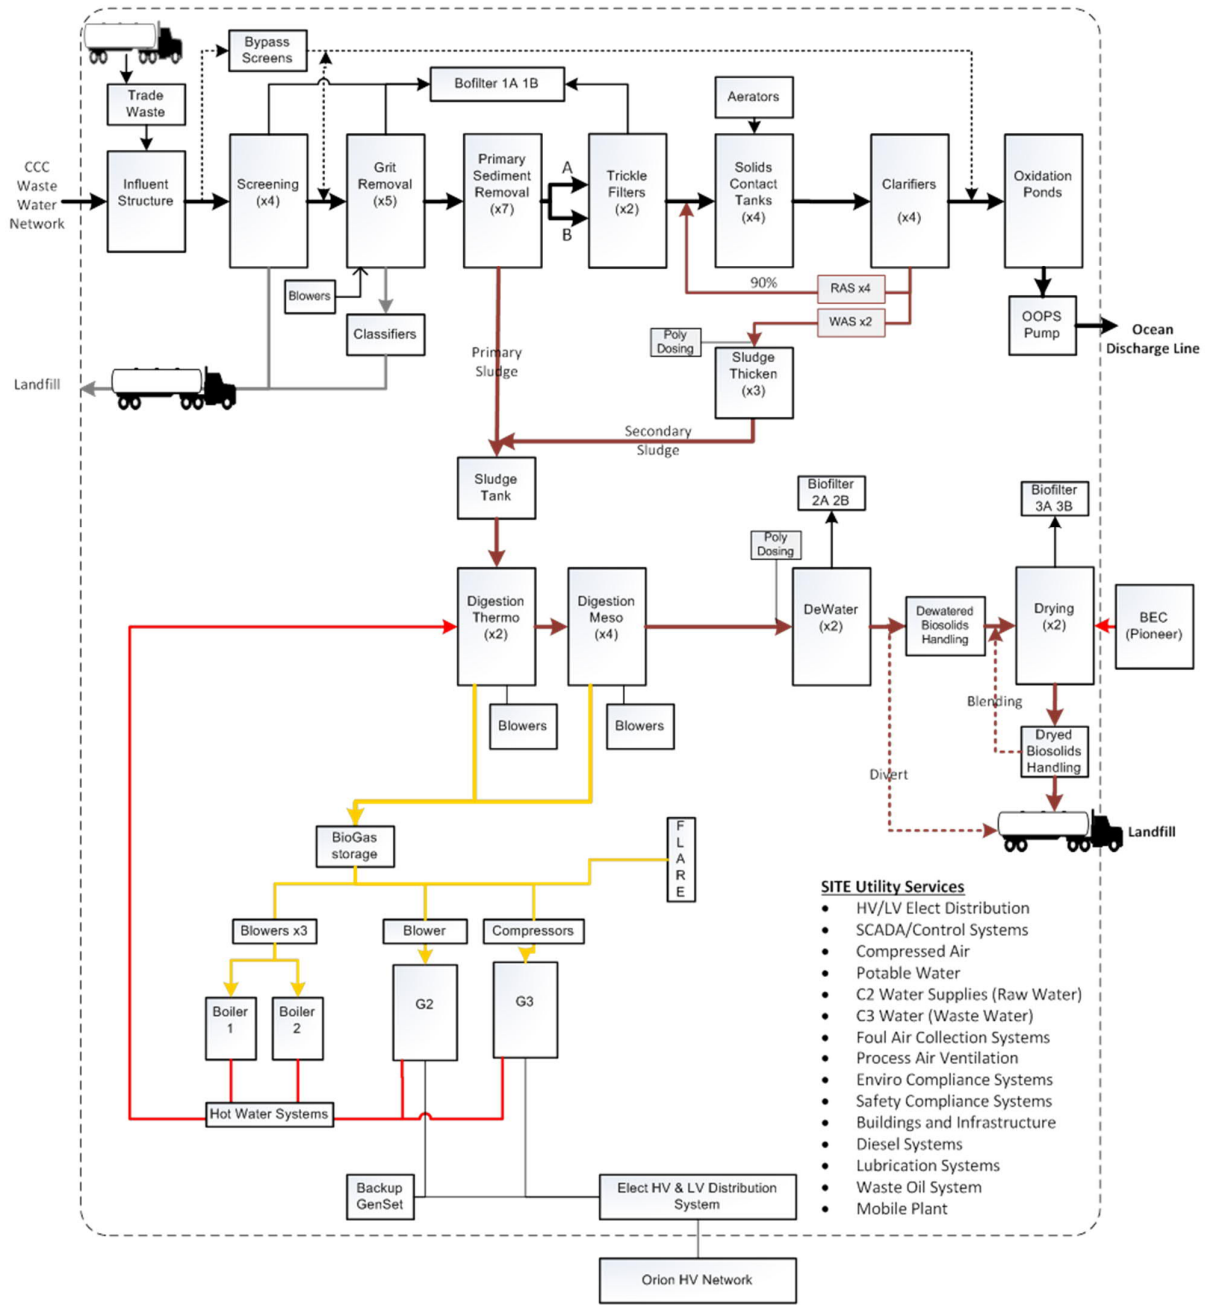 Bypass
Screens
Trade
Waste
Bofilter 1A 1B
Aerators
CCC
Waste
Water
Network
Influent
Structure
Screening
(x4)
Grit
Removal
(x5)
Primary
Sediment
Removal
(x7)
A
B
Trickle
Filters
(x2)
Solids
Contact
Tanks
(x4)
Clarifiers
(x4)
Oxidation
Ponds
Blowers
Classifiers
90%
RAS x4
WAS x2
OOPS
Pump
Ocean
Discharge Line
Poly
Dosing
Sludge
Thicken
(x3)
Primary
Sludge
Landfill
Secondary
Sludge
Sludge
Tank
Biofilter
2A 2B
Biofilter
3A 3B
Poly
Dosing
Digestion
Thermo
(x2)
Digestion
Meso
(x4)
DeWater
(x2)
Dewatered
Biosolids
Handling
Drying
(x2)
BEC
(Pioneer)
Blowers
Blowers
Blending
Dryed
Biosolids
Handling
Divert
Landfill
BioGas
storage
F
L
A
R
E
Blowers x3
Blower
Compressors
Boiler
1
Boiler
2
G2
G3
Hot Water Systems
Backup
GenSet
Elect HV & LV Distribution
System
Orion HV Network
SITE Utility Services
• HV/LV Elect Distribution
• SCADA/Control Systems
• Compressed Air
• Potable Water
• C2 Water Supplies (Raw Water)
• C3 Water (Waste Water)
• Foul Air Collection Systems
• Process Air Ventilation
• Enviro Compliance Systems
• Safety Compliance Systems
• Buildings and Infrastructure
• Diesel Systems
• Lubrication Systems
• Waste Oil System
• Mobile Plant